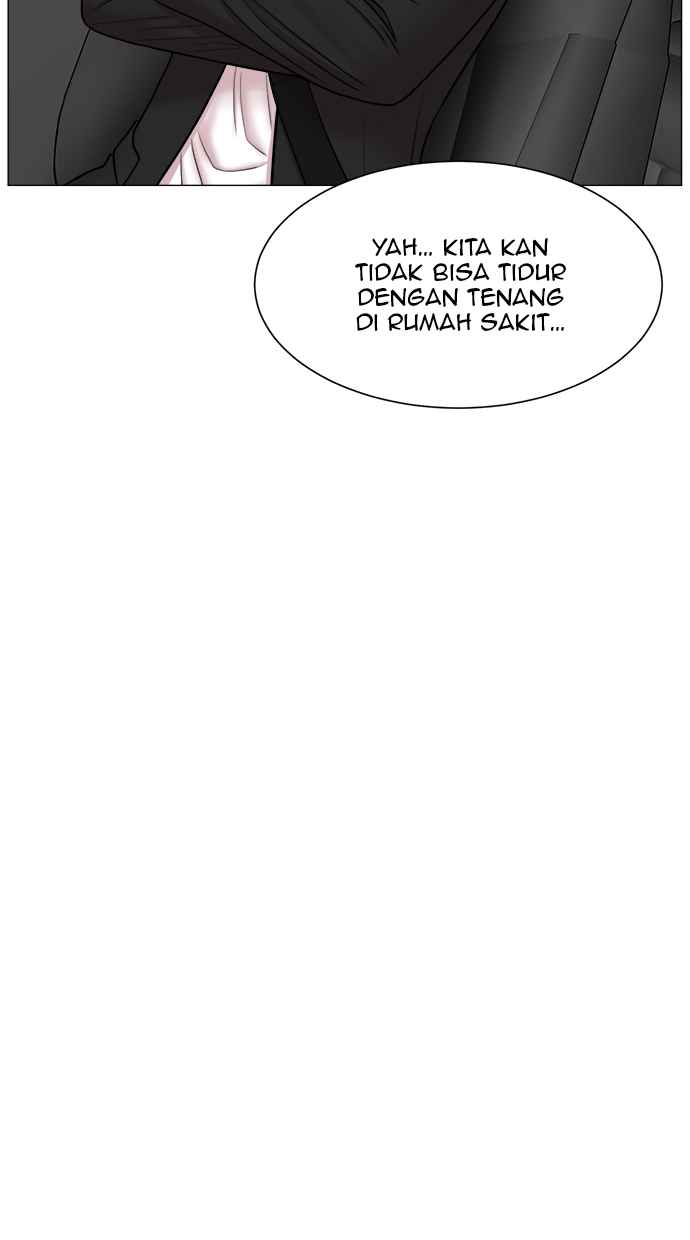 YAH... KITA KAN
TIDAK BISA TIDUR
DENGAN TENANG
DI RUMAH SAKIT...